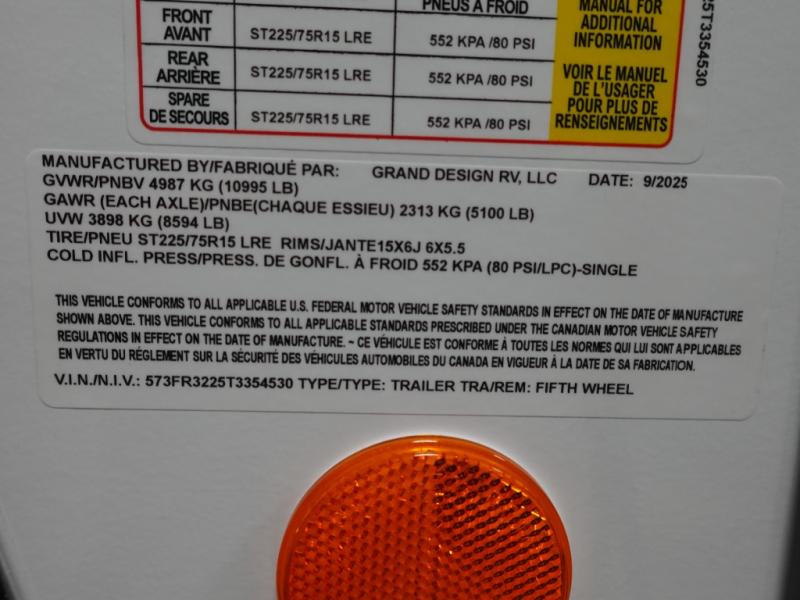 PNEUS A FROID
MANUAL FOR
ADDITIONAL
INFORMATION
FRONT
AVANT
ST225/75R15 LRE
552 KPA /80 PSI
REAR
ARRIÈRE
ST225/75R15 LRE
552 KPA /80 PSI
VOIR LE MANUEL
DE L'USAGER
POUR PLUS DE
RENSEIGNEMENTS
SPARE
DE SECOURS
ST225/75R15 LRE
552 KPA /80 PSI
25T3354530
MANUFACTURED BY/FABRIQUÉ PAR: GRAND DESIGN RV, LLC DATE: 9/2025
GVWR/PNBV 4987 KG (10995 LB)
GAWR (EACH AXLE)/PNBE(CHAQUE ESSIEU) 2313 KG (5100 LB)
UVW 3898 KG (8594 LB)
TIRE/PNEU ST225/75R15 LRE RIMS/JANTE15X6J 6X5.5
COLD INFL. PRESS/PRESS. DE GONFL. À FROID 552 KPA (80 PSI/LPC)-SINGLE
THIS VEHICLE CONFORMS TO ALL APPLICABLE U.S. FEDERAL MOTOR VEHICLE SAFETY STANDARDS IN EFFECT ON THE DATE OF MANUFACTURE
SHOWN ABOVE. THIS VEHICLE CONFORMS TO ALL APPLICABLE STANDARDS PRESCRIBED UNDER THE CANADIAN MOTOR VEHICLE SAFETY
REGULATIONS IN EFFECT ON THE DATE OF MANUFACTURE. ~ CE VÉHICULE EST CONFORME À TOUTES LES NORMES QUI LUI SONT APPLICABLES
EN VERTU DU RÉGLEMENT SUR LA SÉCURITÉ DES VÉHICULES AUTOMOBILES DU CANADA EN VIGUEUR À LA DATE DE SA FABRICATION.
V.I.N./N.I.V.: 573FR3225T3354530 TYPE/TYPE: TRAILER TRA/REM: FIFTH WHEEL